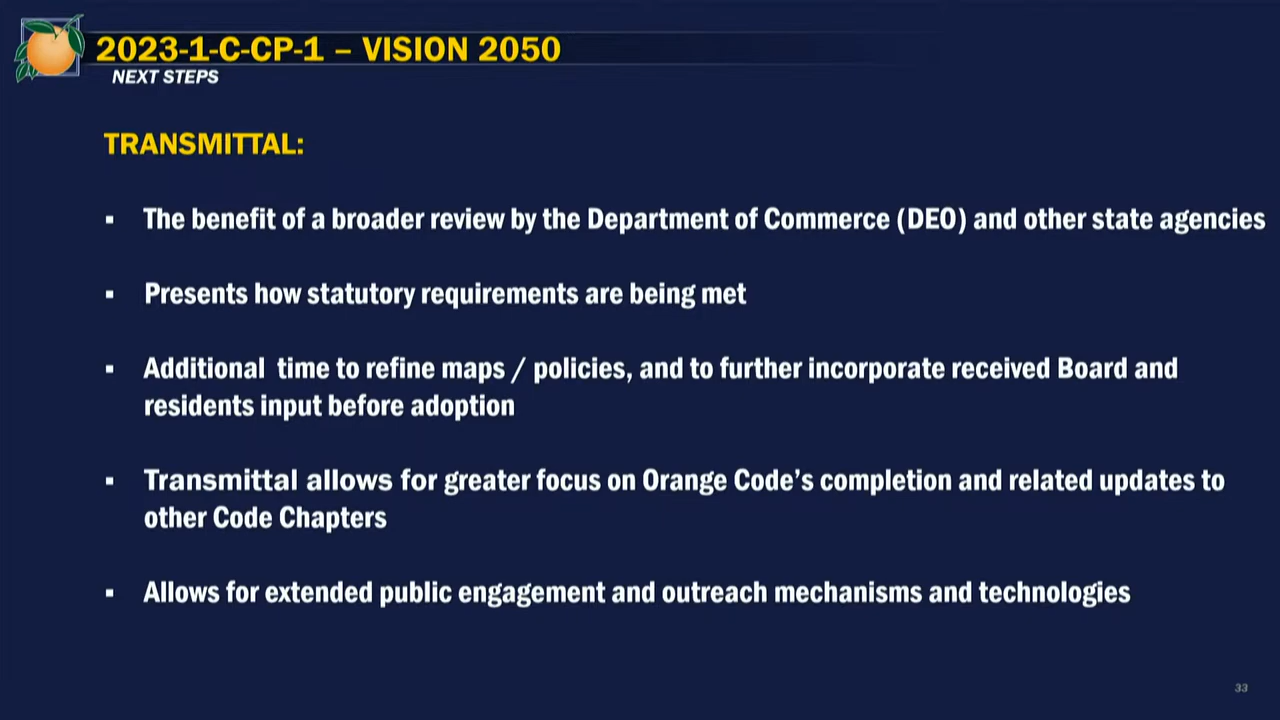 2023-1-C-CP-1 – VISION 2050
NEXT STEPS
TRANSMITTAL:
▪ The benefit of a broader review by the Department of Commerce (DEO) and other state agencies
▪ Presents how statutory requirements are being met
▪ Additional time to refine maps / policies, and to further incorporate received Board and
residents input before adoption
▪ Transmittal allows for greater focus on Orange Code’s completion and related updates to
other Code Chapters
▪ Allows for extended public engagement and outreach mechanisms and technologies
33